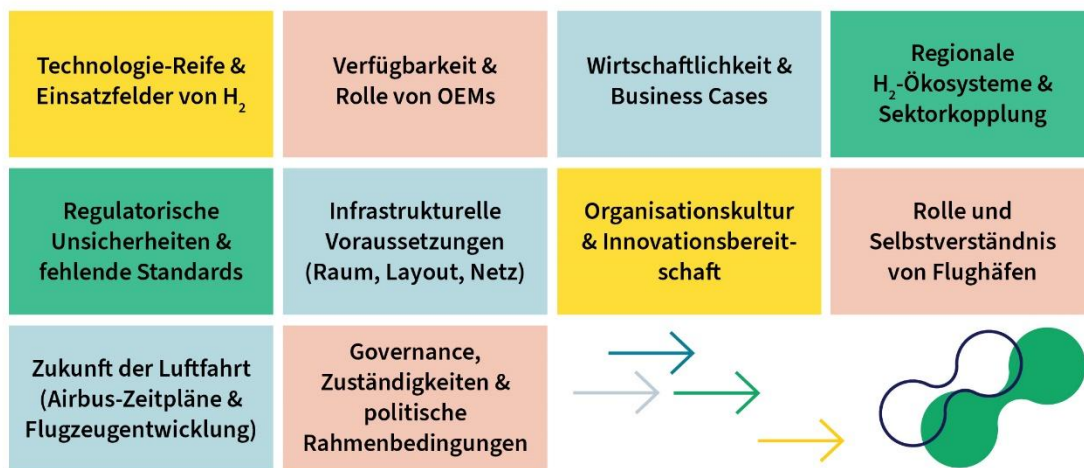 Technologie-Reife &
Einsatzfelder von H₂
Verfügbarkeit &
Rolle von OEMs
Wirtschaftlichkeit &
Business Cases
Regionale
H₂-Ökosysteme &
Sektorkopplung
Regulatorische
Unsicherheiten &
fehlende Standards
Infrastrukturelle
Voraussetzungen
(Raum, Layout, Netz)
Organisationskultur
& Innovationsbereit-
schaft
Rolle und
Selbstverständnis
von Flughäfen
Zukunft der Luftfahrt
(Airbus-Zeitpläne &
Flugzeugentwicklung)
Governance,
Zuständigkeiten &
politische
Rahmenbedingungen